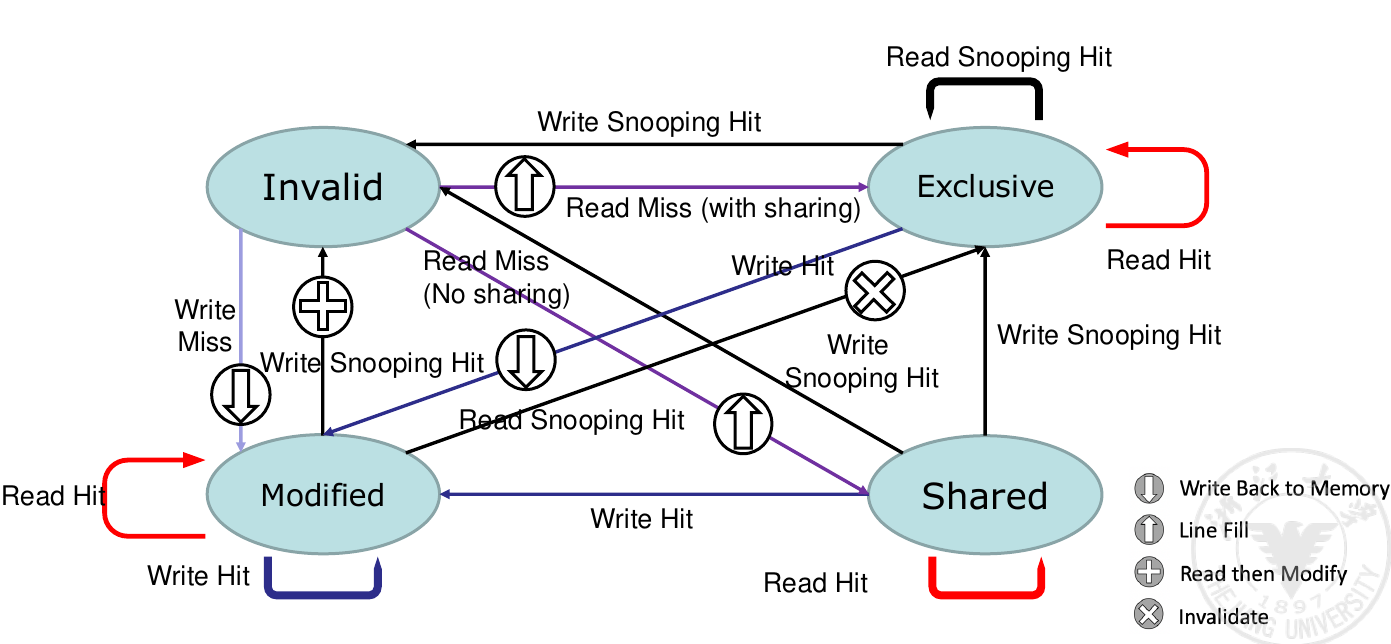 Read Snooping Hit
Write Snooping Hit
Invalid
Exclusive
Read Miss (with sharing)
Read Hit
Read Miss
(No sharing)
Write Hit
Write
Miss
Write Snooping Hit
Write
Snooping Hit
Write Snooping Hit
Read Snooping Hit
Modified
Shared
Read Hit
Write Hit
Write Hit
Read Hit
Write Back to Memory
Line Fill
Read then Modify
Invalidate
1897
UNIVERSITY